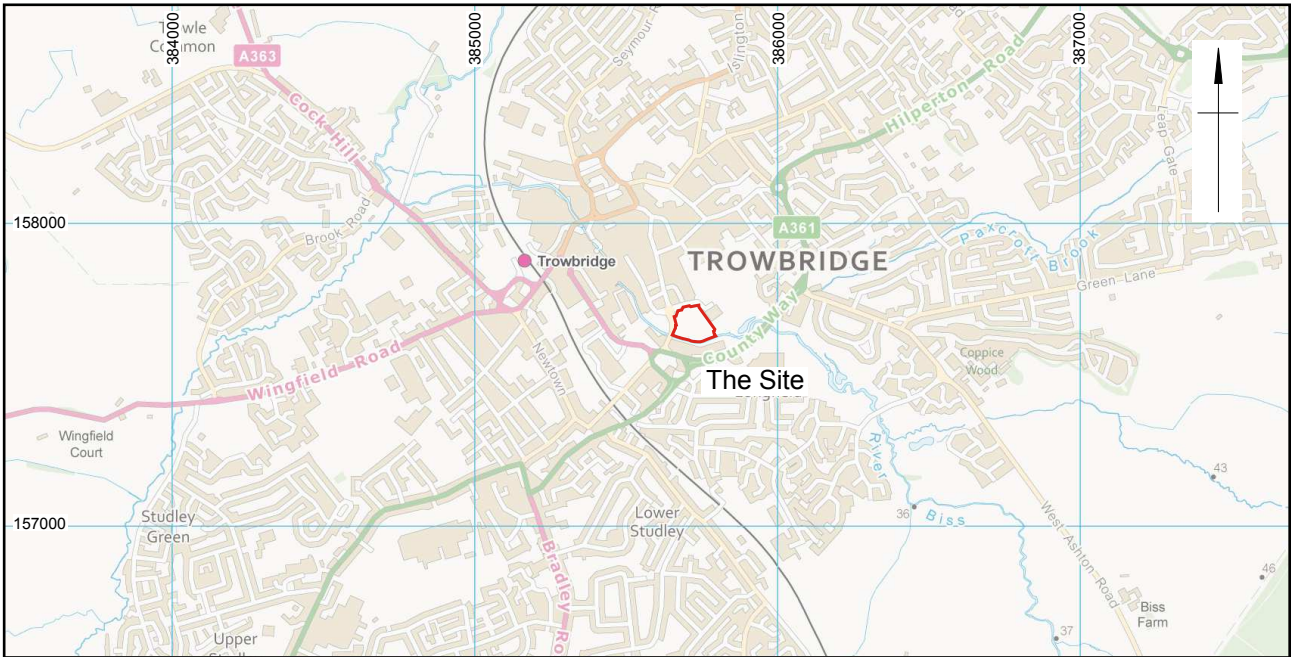 384000
385000
386000
387000
Common
A363
Seymour
Islington
Hilperton Road
Leap Gate
Cock Hill
158000
Brook Road
A361
Paxcroft Brook
TROWBRIDGE
Trowbridge
Green Lane
County Way
Newtown
Coppice
Wood
Wingfield Road
The Site
Wingfield
Court
River
43
157000
Studley
Green
Lower
Studley
36
Biss
West Ashton Road
Bradley
46
Biss
Farm
Upper
37